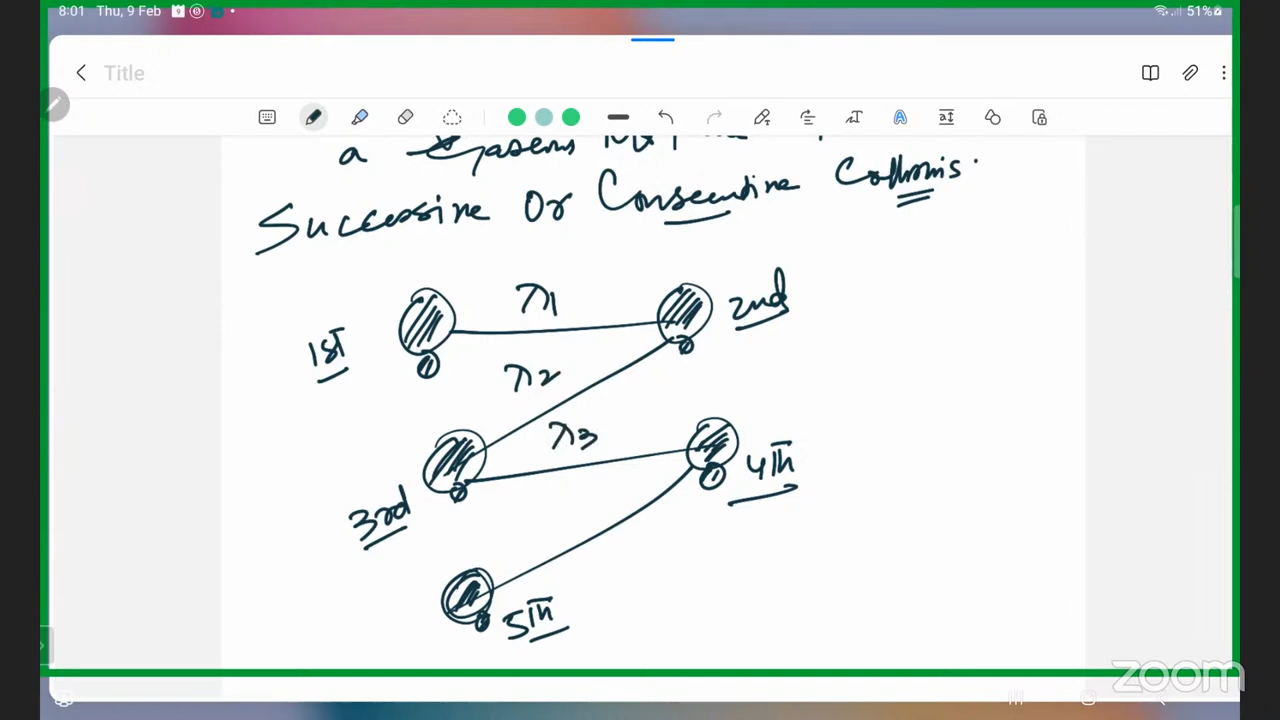 8:01 Thu, 9 Feb
51%
Title
a gaseous
Successive Or Consecutive Collisions.
λ1
2nd
1st
λ2
λ3
4th
3rd
5th
zoom